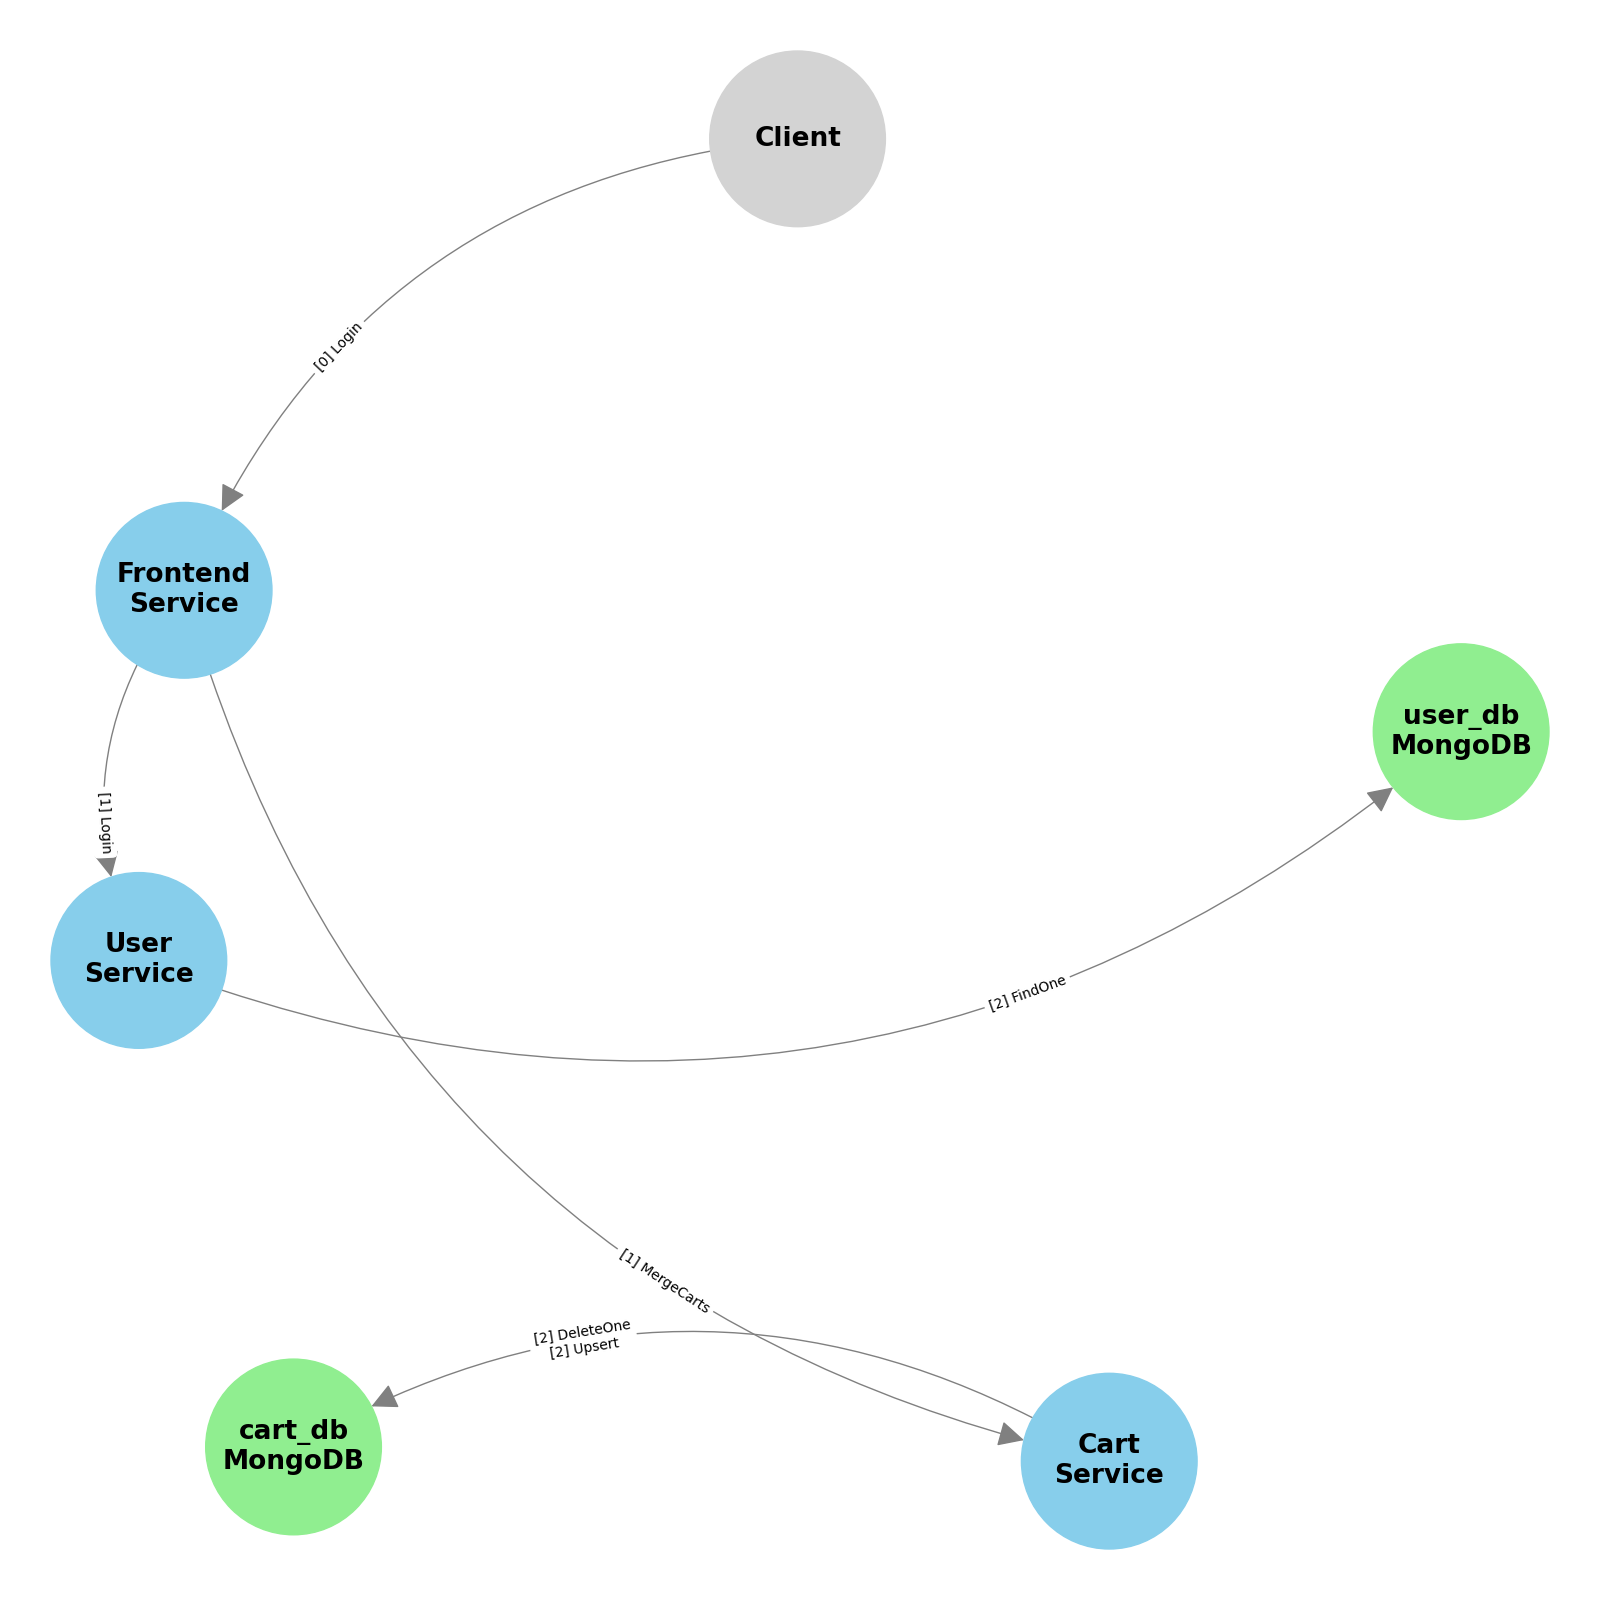 Client
[0] Login
Frontend
Service
user_db
MongoDB
[1] Login
User
Service
[2] FindOne
[1] MergeCarts
[2] DeleteOne
[2] Upsert
cart_db
MongoDB
Cart
Service